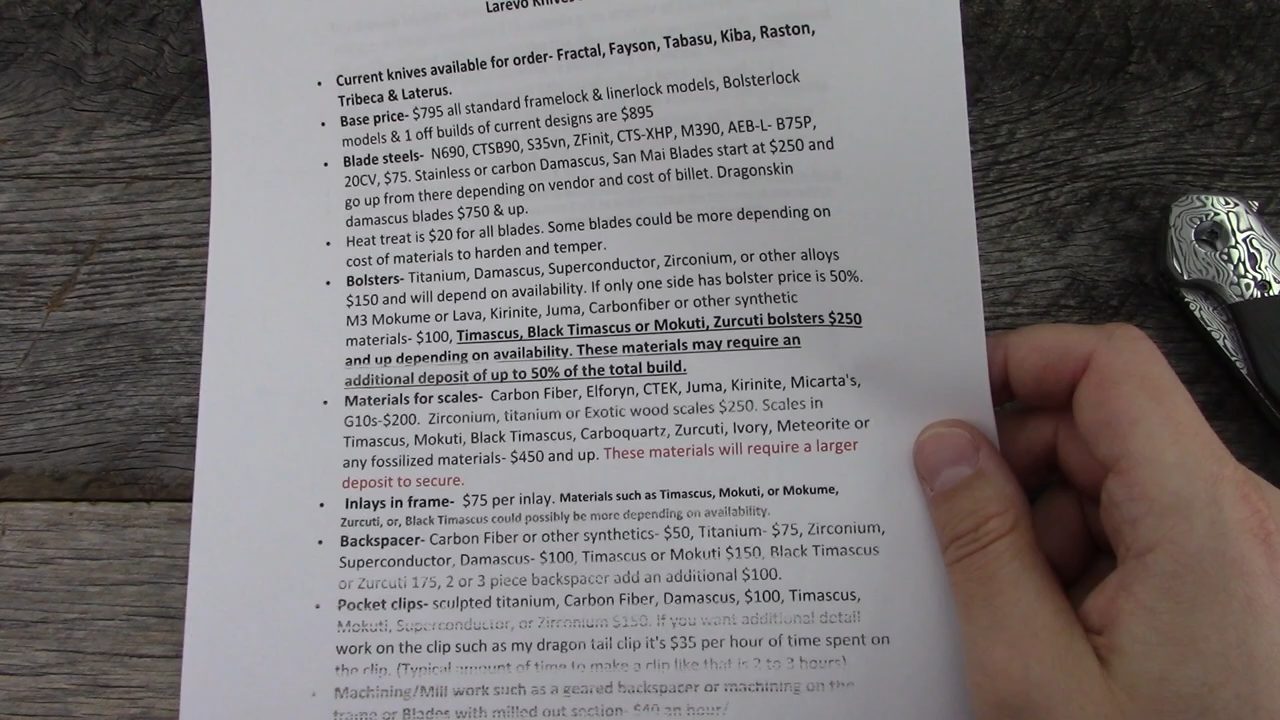 Larevo Knives
• Current knives available for order- Fractal, Fayson, Tabasu, Kiba, Raston,
Tribeca & Laterus.
• Base price- $795 all standard framelock & linerlock models, Bolsterlock
models & 1 off builds of current designs are $895
• Blade steels- N690, CTSB90, S35vn, ZFinit, CTS-XHP, M390, AEB-L- B75P,
20CV, $75. Stainless or carbon Damascus, San Mai Blades start at $250 and
go up from there depending on vendor and cost of billet. Dragonskin
damascus blades $750 & up.
• Heat treat is $20 for all blades. Some blades could be more depending on
cost of materials to harden and temper.
• Bolsters- Titanium, Damascus, Superconductor, Zirconium, or other alloys
$150 and will depend on availability. If only one side has bolster price is 50%.
M3 Mokume or Lava, Kirinite, Juma, Carbonfiber or other synthetic
materials- $100, Timascus, Black Timascus or Mokuti, Zurcuti bolsters $250
and up depending on availability. These materials may require an
additional deposit of up to 50% of the total build.
• Materials for scales- Carbon Fiber, Elforyn, CTEK, Juma, Kirinite, Micarta's,
G10s-$200. Zirconium, titanium or Exotic wood scales $250. Scales in
Timascus, Mokuti, Black Timascus, Carboquartz, Zurcuti, Ivory, Meteorite or
any fossilized materials- $450 and up. These materials will require a larger
deposit to secure.
• Inlays in frame- $75 per inlay. Materials such as Timascus, Mokuti, or Mokume,
Zurcuti, or, Black Timascus could possibly be more depending on availability.
• Backspacer- Carbon Fiber or other synthetics- $50, Titanium- $75, Zirconium,
Superconductor, Damascus- $100, Timascus or Mokuti $150, Black Timascus
or Zurcuti 175, 2 or 3 piece backspacer add an additional $100.
• Pocket clips- sculpted titanium, Carbon Fiber, Damascus, $100, Timascus,
Mokuti, Superconductor, or Zirconium $150. If you want additional detail
work on the clip such as my dragon tail clip it's $35 per hour of time spent on
the clip. (Typical amount of time to make a clip like that is 2 to 3 hours)
• Machining/Mill work such as a geared backspacer or machining on the
frame or Blades with milled out section- $40 an hour/